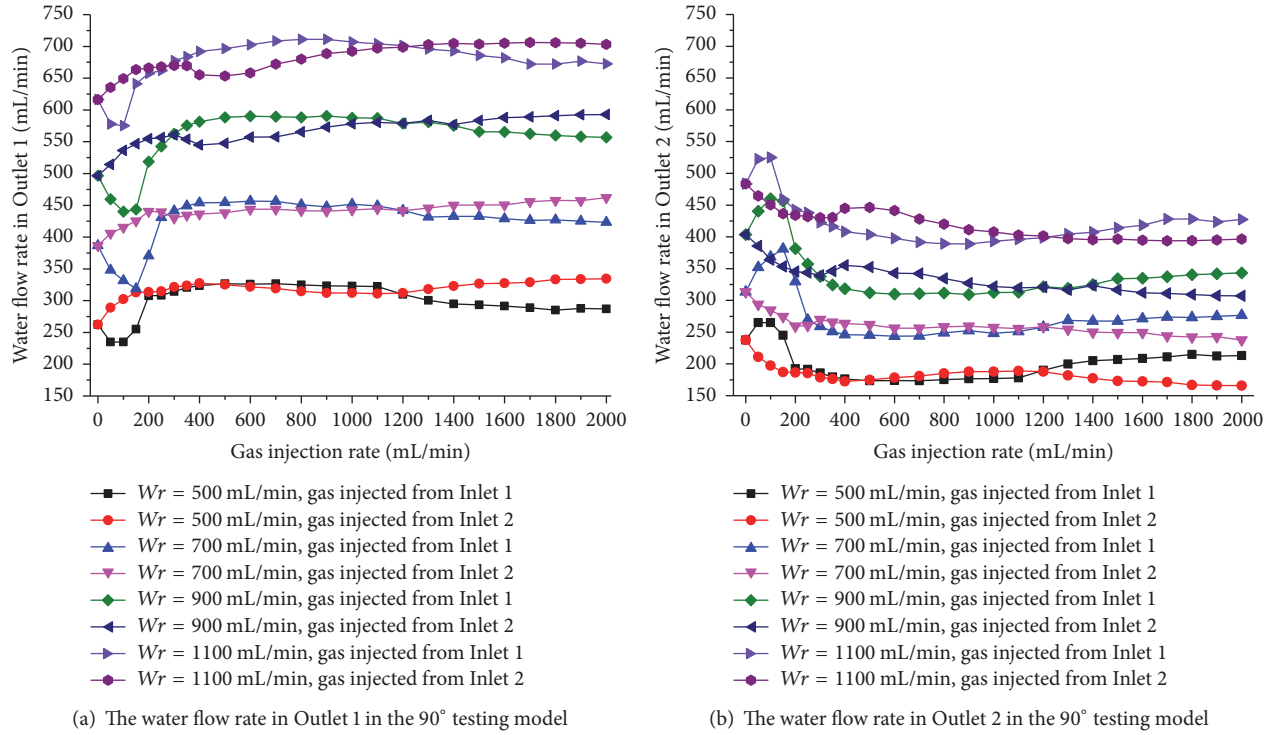 750
700
650
600
550
500
450
400
350
300
250
200
150
Water flow rate in Outlet 1 (mL/min)
0 200 400 600 800 1000 1200 1400 1600 1800 2000
Gas injection rate (mL/min)
Wr = 500 mL/min, gas injected from Inlet 1
Wr = 500 mL/min, gas injected from Inlet 2
Wr = 700 mL/min, gas injected from Inlet 1
Wr = 700 mL/min, gas injected from Inlet 2
Wr = 900 mL/min, gas injected from Inlet 1
Wr = 900 mL/min, gas injected from Inlet 2
Wr = 1100 mL/min, gas injected from Inlet 1
Wr = 1100 mL/min, gas injected from Inlet 2
(a) The water flow rate in Outlet 1 in the 90° testing model
750
700
650
600
550
500
450
400
350
300
250
200
150
Water flow rate in Outlet 2 (mL/min)
0 200 400 600 800 1000 1200 1400 1600 1800 2000
Gas injection rate (mL/min)
Wr = 500 mL/min, gas injected from Inlet 1
Wr = 500 mL/min, gas injected from Inlet 2
Wr = 700 mL/min, gas injected from Inlet 1
Wr = 700 mL/min, gas injected from Inlet 2
Wr = 900 mL/min, gas injected from Inlet 1
Wr = 900 mL/min, gas injected from Inlet 2
Wr = 1100 mL/min, gas injected from Inlet 1
Wr = 1100 mL/min, gas injected from Inlet 2
(b) The water flow rate in Outlet 2 in the 90° testing model